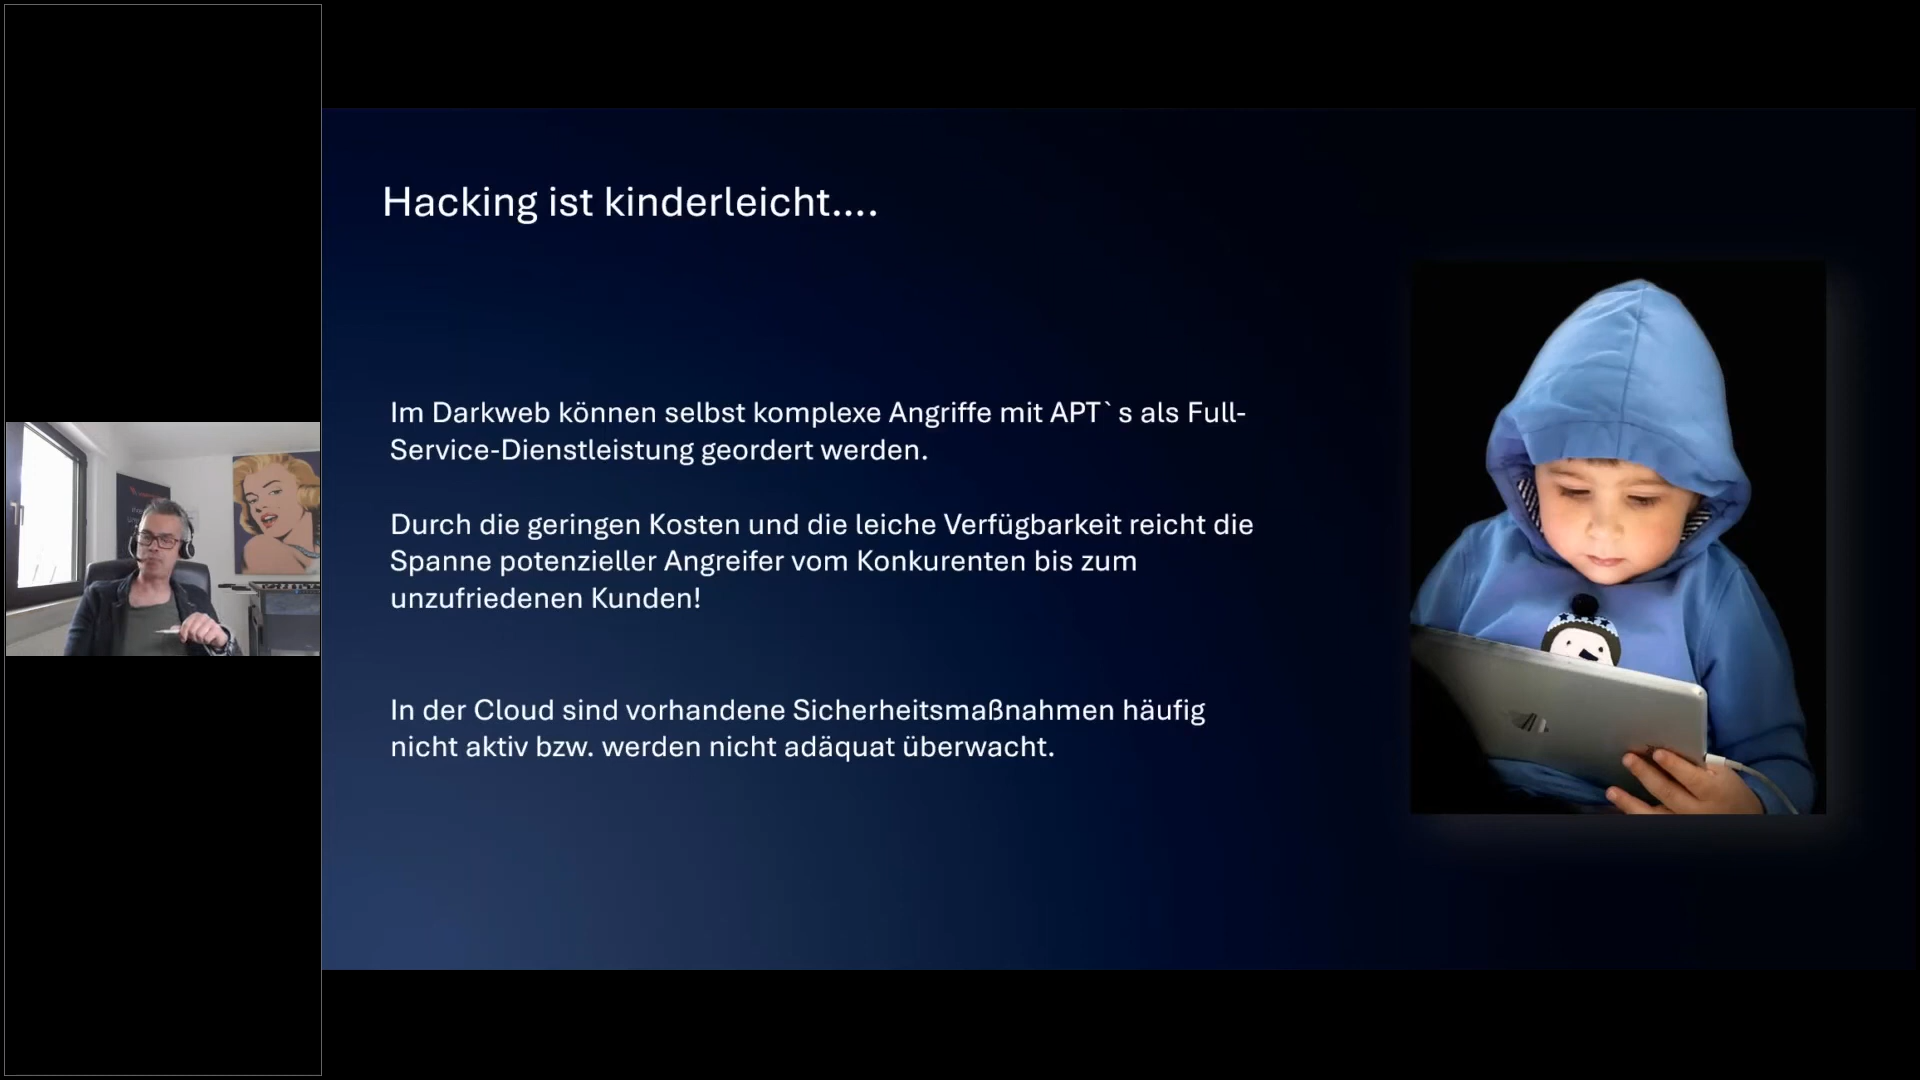 Hacking ist kinderleicht....
Im Darkweb können selbst komplexe Angriffe mit APT`s als Full-
Service-Dienstleistung geordert werden.
Durch die geringen Kosten und die leiche Verfügbarkeit reicht die
Spanne potenzieller Angreifer vom Konkurenten bis zum
unzufriedenen Kunden!
In der Cloud sind vorhandene Sicherheitsmaßnahmen häufig
nicht aktiv bzw. werden nicht adäquat überwacht.